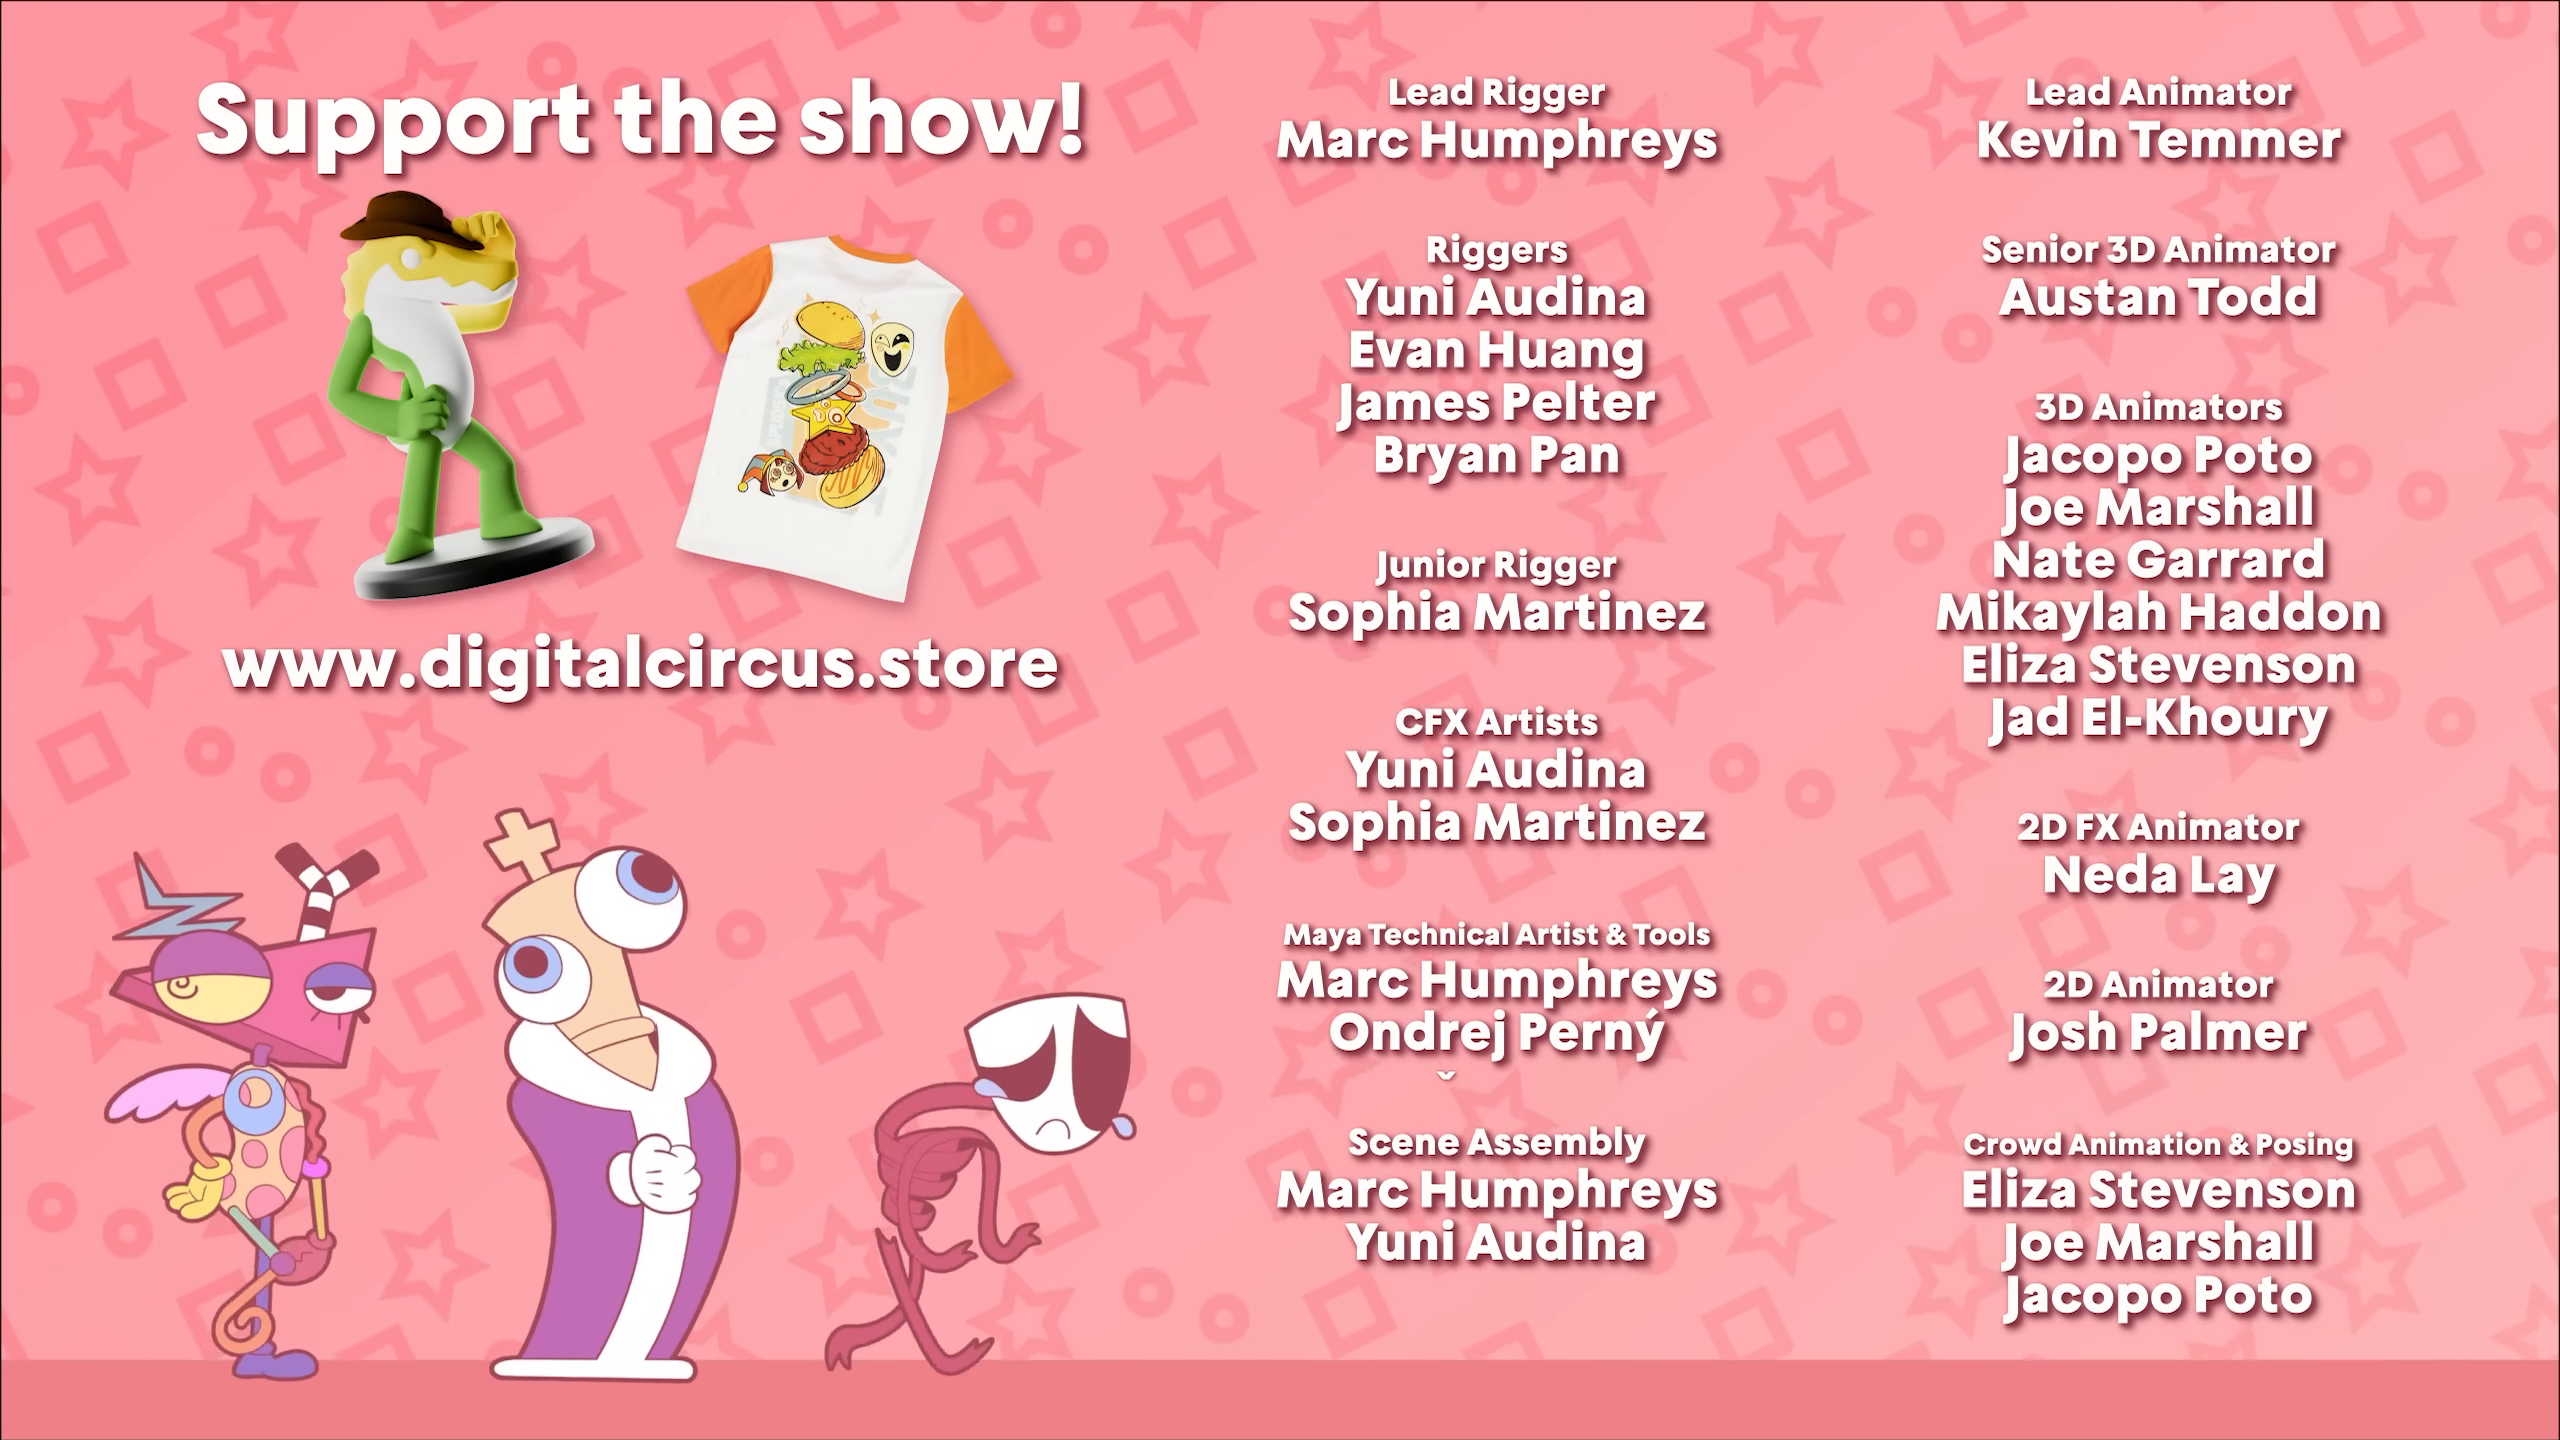 Support the show!
www.digitalcircus.store
Lead Rigger
Marc Humphreys
Riggers
Yuni Audina
Evan Huang
James Pelter
Bryan Pan
Junior Rigger
Sophia Martinez
CFX Artists
Yuni Audina
Sophia Martinez
Maya Technical Artist & Tools
Marc Humphreys
Ondrej Perný
Scene Assembly
Marc Humphreys
Yuni Audina
Lead Animator
Kevin Temmer
Senior 3D Animator
Austan Todd
3D Animators
Jacopo Poto
Joe Marshall
Nate Garrard
Mikaylah Haddon
Eliza Stevenson
Jad El-Khoury
2D FX Animator
Neda Lay
2D Animator
Josh Palmer
Crowd Animation & Posing
Eliza Stevenson
Joe Marshall
Jacopo Poto